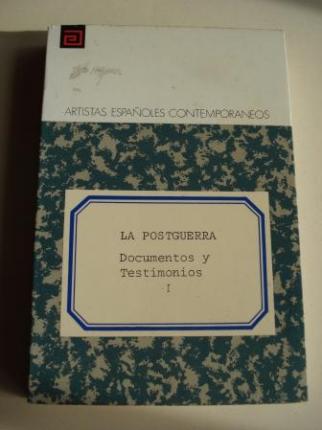 ARTISTAS ESPAÑOLES CONTEMPORANEOS
LA POSTGUERRA
Documentos y
Testimonios
I